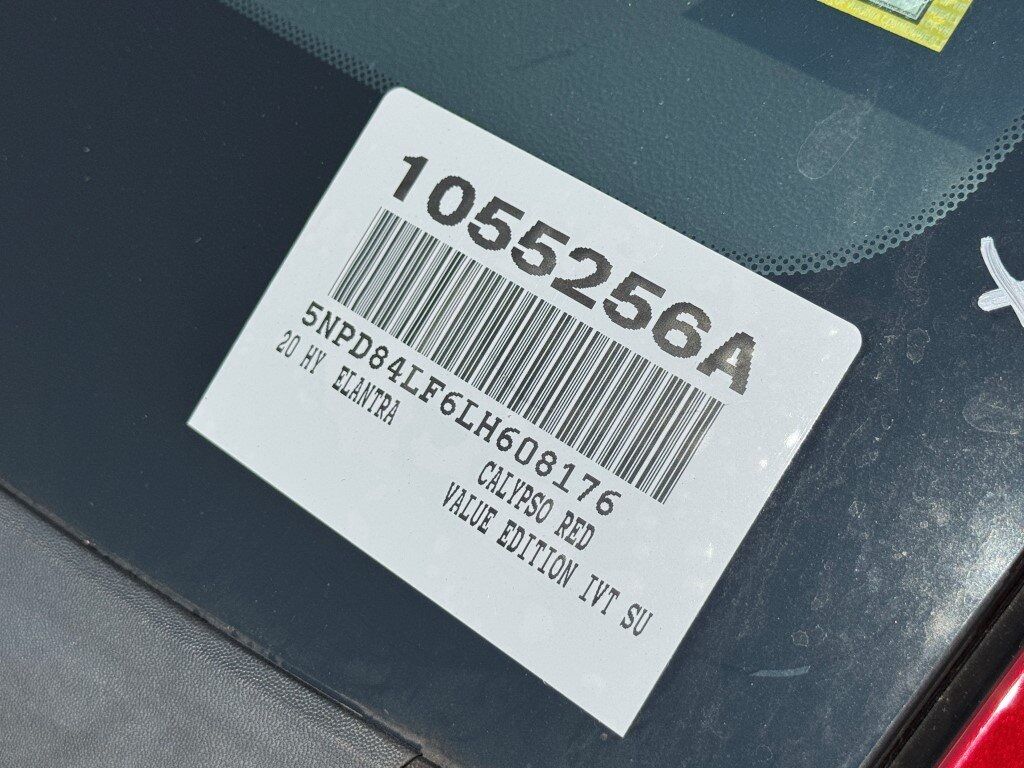 1055256A
5NPD84LF6LH608176
20 HY ELANTRA
CALYPSO RED
VALUE EDITION IVT SU